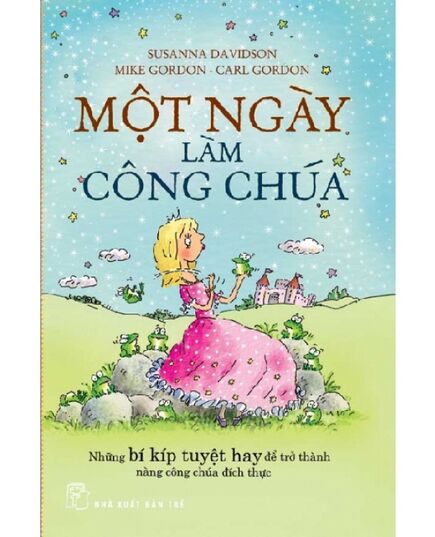 SUSANNA DAVIDSON
MIKE GORDON - CARL GORDON
MỘT NGÀY
LÀM
CÔNG CHÚA
Những bí kíp tuyệt hay để trở thành
nàng công chúa đích thực
NHÀ XUẤT BẢN TRẺ